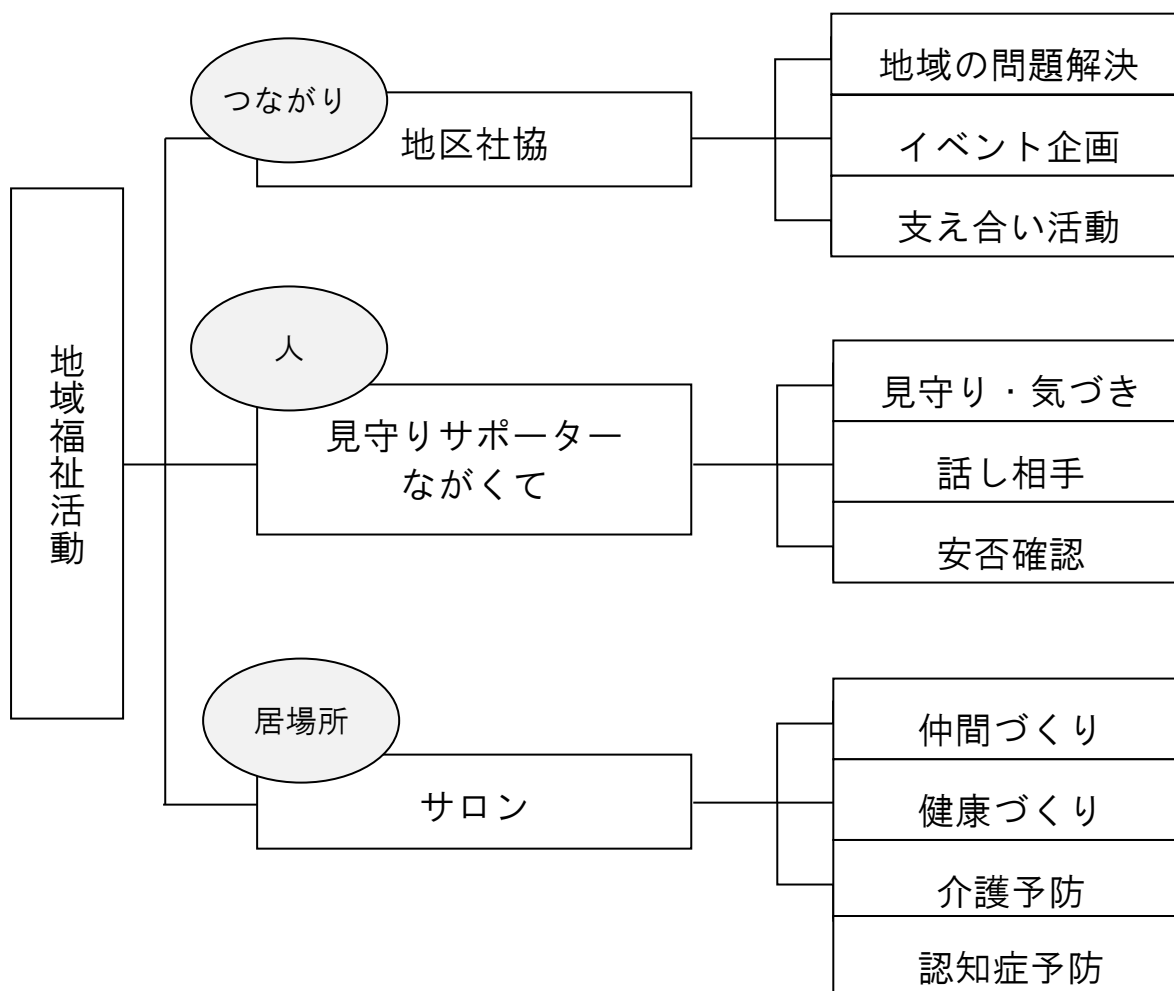 地域福祉活動
つながり
地区社協
地域の問題解決
イベント企画
支え合い活動
人
見守りサポーター
ながくて
見守り・気づき
話し相手
安否確認
居場所
サロン
仲間づくり
健康づくり
介護予防
認知症予防